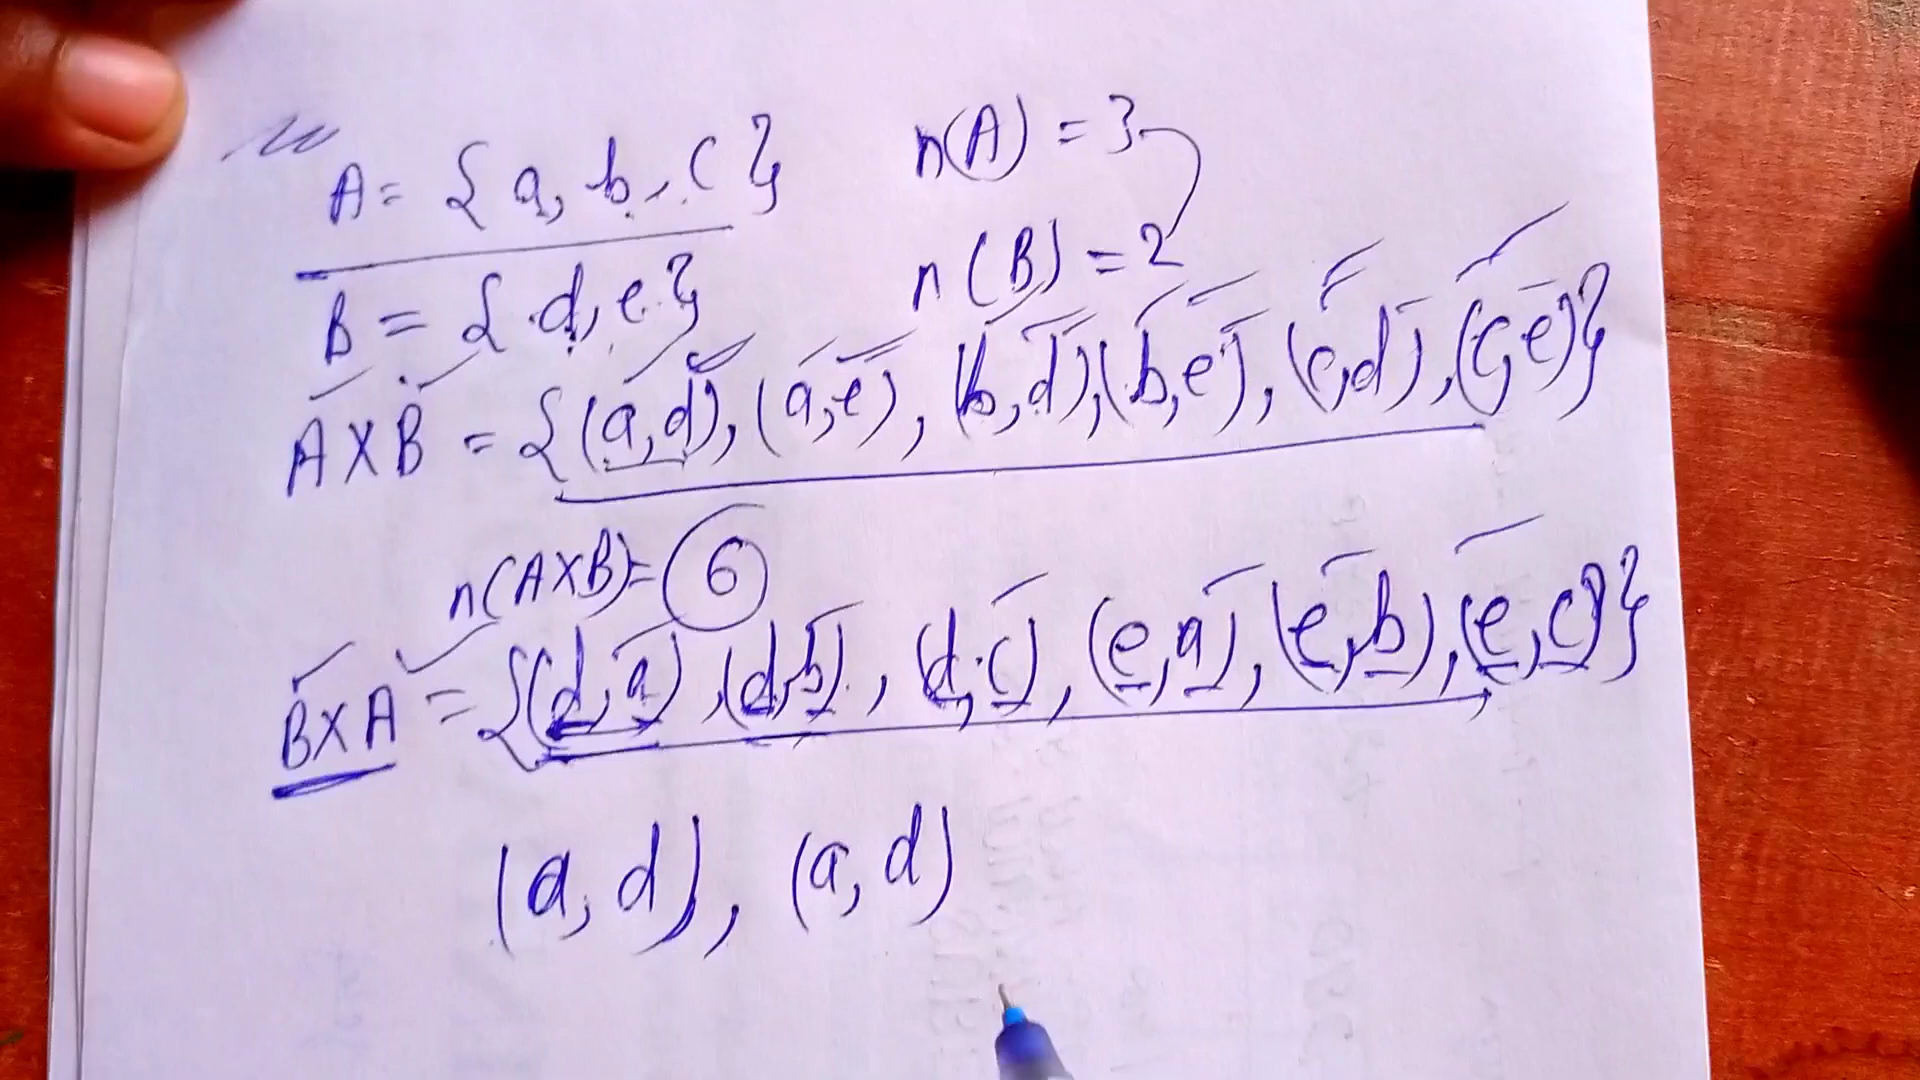 A = {a, b, c} n(A) = 3
B = {d, e} n(B) = 2
A×B = {(a,d), (a,e), (b,d), (b,e), (c,d), (c,e)}
n(A×B) = 6
B×A = {(d,a), (d,b), (d,c), (e,a), (e,b), (e,c)}
(a,d), (a,d)